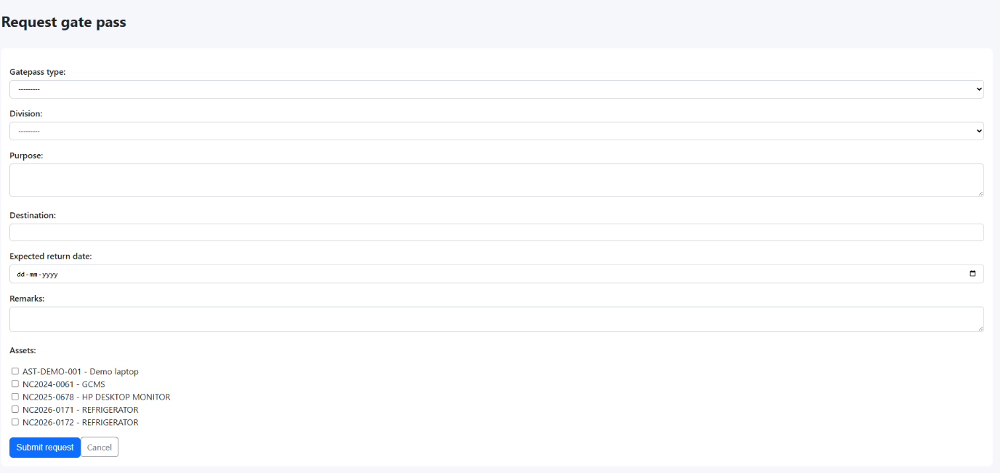 Request gate pass
Gatepass type:
---------
Division:
---------
Purpose:
Destination:
Expected return date:
dd-mm-yyyy
Remarks:
Assets:
AST-DEMO-001 - Demo laptop
NC2024-0061 - GCMS
NC2025-0678 - HP DESKTOP MONITOR
NC2026-0171 - REFRIGERATOR
NC2026-0172 - REFRIGERATOR
Submit request Cancel